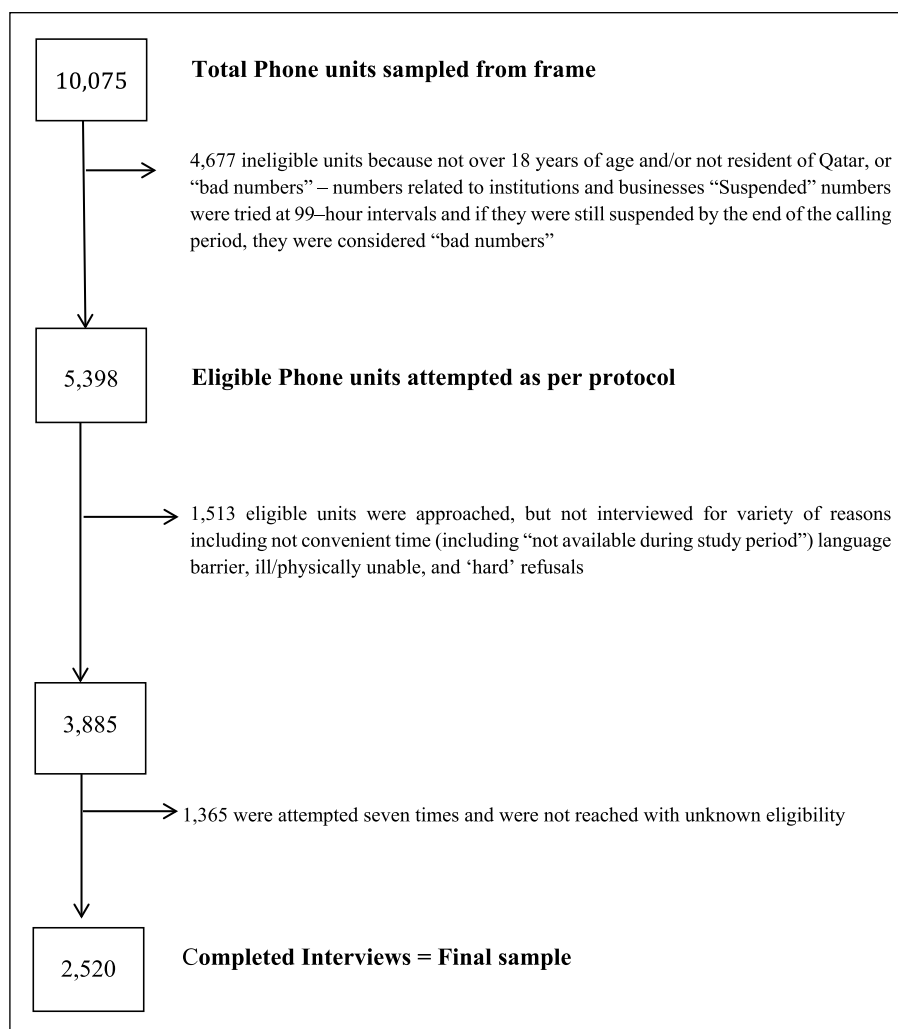 10,075
Total Phone units sampled from frame
4,677 ineligible units because not over 18 years of age and/or not resident of Qatar, or
“bad numbers” – numbers related to institutions and businesses “Suspended” numbers
were tried at 99–hour intervals and if they were still suspended by the end of the calling
period, they were considered “bad numbers”
5,398
Eligible Phone units attempted as per protocol
1,513 eligible units were approached, but not interviewed for variety of reasons
including not convenient time (including “not available during study period”) language
barrier, ill/physically unable, and ‘hard’ refusals
3,885
1,365 were attempted seven times and were not reached with unknown eligibility
2,520
Completed Interviews = Final sample